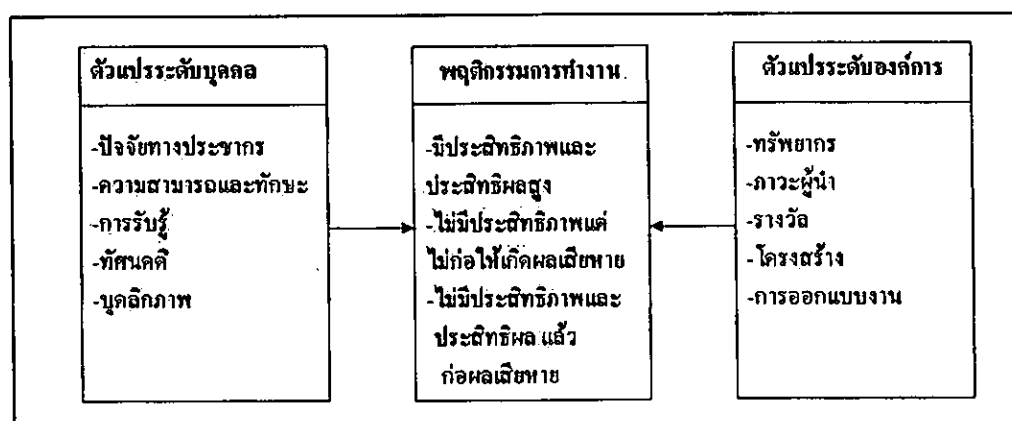 ตัวแปรระดับบุคคล
-ปัจจัยทางประชากร
-ความสามารถและทักษะ
-การรับรู้
-ทัศนคติ
-บุคลิกภาพ
พฤติกรรมการทำงาน
-มีประสิทธิภาพและ
ประสิทธิผลสูง
-ไม่มีประสิทธิภาพแต่
ไม่ก่อให้เกิดผลเสียหาย
-ไม่มีประสิทธิภาพและ
ประสิทธิผล แล้ว
ก่อผลเสียหาย
ตัวแปรระดับองค์การ
-ทรัพยากร
-ภาวะผู้นำ
-รางวัล
-โครงสร้าง
-การออกแบบงาน